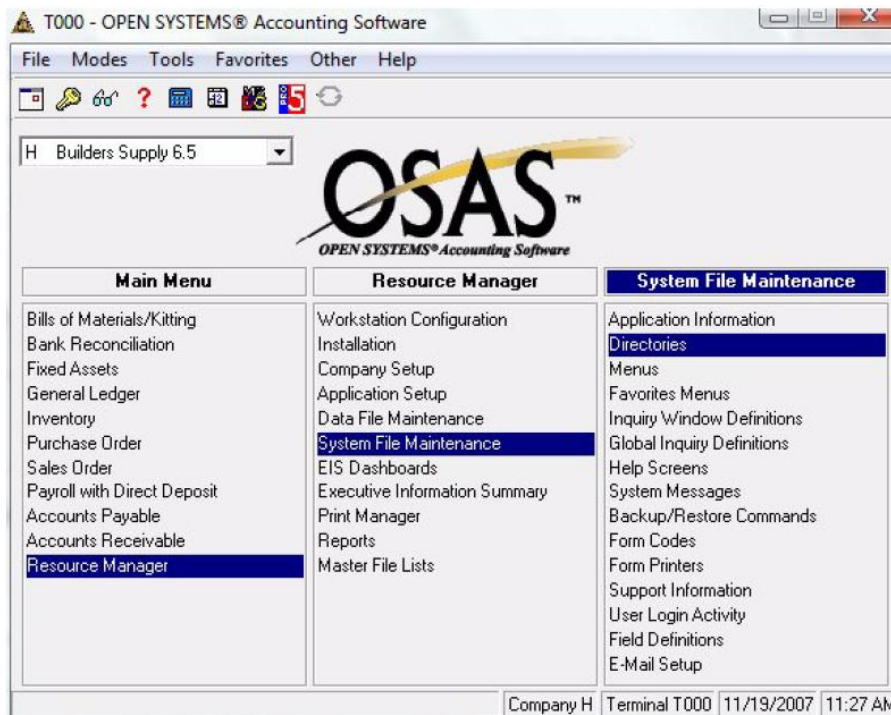 T000 - OPEN SYSTEMS® Accounting Software
File Modes Tools Favorites Other Help
H Builders Supply 6.5
OSAS™
OPEN SYSTEMS® Accounting Software
Main Menu
Bills of Materials/Kitting
Bank Reconciliation
Fixed Assets
General Ledger
Inventory
Purchase Order
Sales Order
Payroll with Direct Deposit
Accounts Payable
Accounts Receivable
Resource Manager
Resource Manager
Workstation Configuration
Installation
Company Setup
Application Setup
Data File Maintenance
System File Maintenance
EIS Dashboards
Executive Information Summary
Print Manager
Reports
Master File Lists
System File Maintenance
Application Information
Directories
Menus
Favorites Menus
Inquiry Window Definitions
Global Inquiry Definitions
Help Screens
System Messages
Backup/Restore Commands
Form Codes
Form Printers
Support Information
User Login Activity
Field Definitions
E-Mail Setup
Company H Terminal T000 11/19/2007 11:27 AM